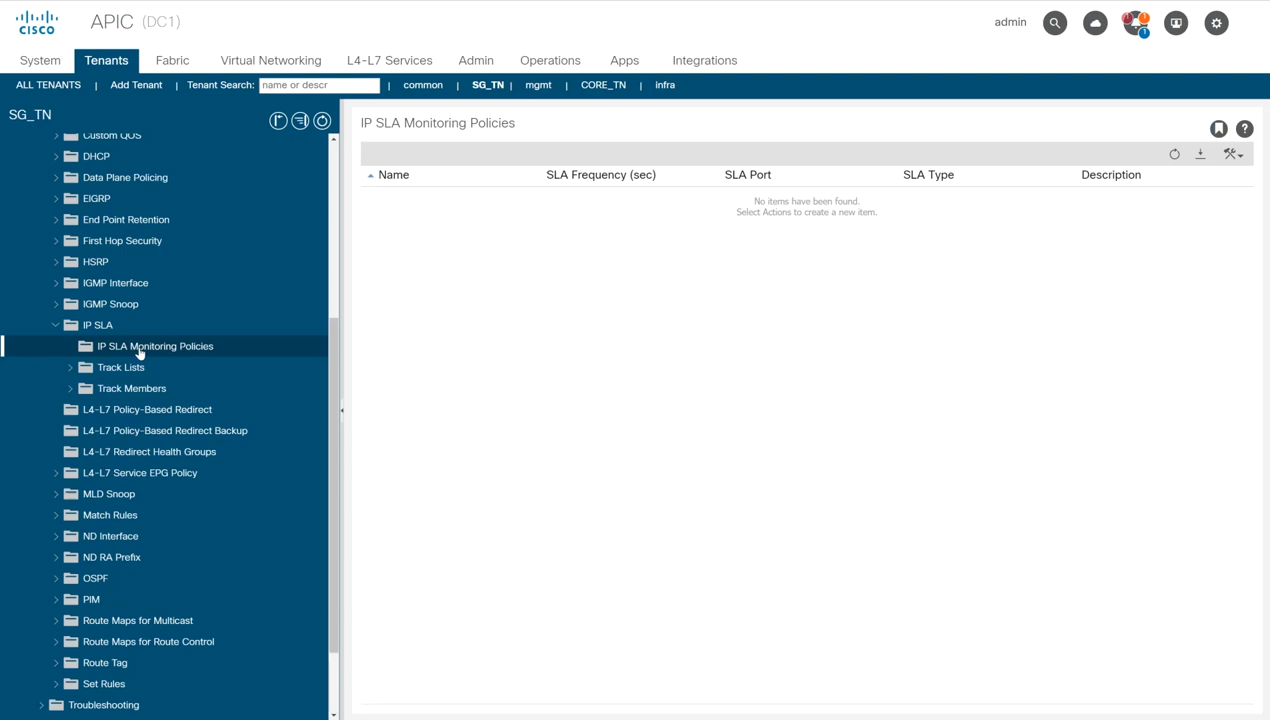 CISCO
APIC (DC1)
admin
1
System
Tenants
Fabric
Virtual Networking
L4-L7 Services
Admin
Operations
Apps
Integrations
ALL TENANTS | Add Tenant | Tenant Search: name or descr | common | SG_TN | mgmt | CORE_TN | infra
SG_TN
Custom QOS
DHCP
Data Plane Policing
EIGRP
End Point Retention
First Hop Security
HSRP
IGMP Interface
IGMP Snoop
IP SLA
IP SLA Monitoring Policies
Track Lists
Track Members
L4-L7 Policy-Based Redirect
L4-L7 Policy-Based Redirect Backup
L4-L7 Redirect Health Groups
L4-L7 Service EPG Policy
MLD Snoop
Match Rules
ND Interface
ND RA Prefix
OSPF
PIM
Route Maps for Multicast
Route Maps for Route Control
Route Tag
Set Rules
Troubleshooting
IP SLA Monitoring Policies
?
Name
SLA Frequency (sec)
SLA Port
SLA Type
Description
No items have been found.
Select Actions to create a new item.